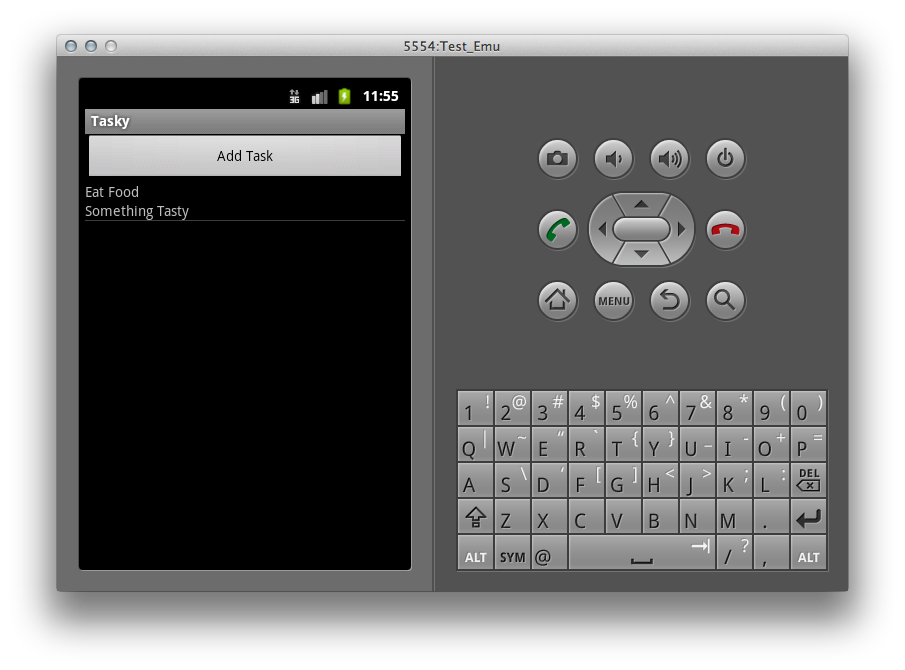 5554:Test_Emu
3G 11:55
Tasky
Add Task
Eat Food
Something Tasty
MENU
1 ! 2 @ 3 # 4 $ 5 % 6 ^ 7 & 8 * 9 ( 0 )
Q | W ~ E “ R ` T { Y } U _ I - O + P =
A S \ D ‘ F [ G ] H < J > K ; L : DEL
Z X C V B N M .
ALT SYM @ / ? , ALT